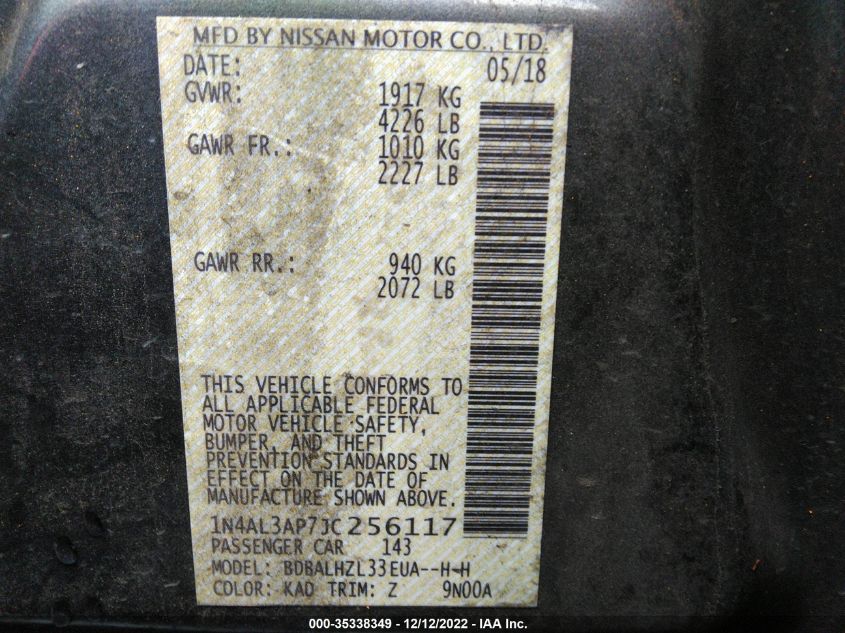 MFD BY NISSAN MOTOR CO., LTD.
DATE: 05/18
GVWR: 1917 KG
4226 LB
GAWR FR.: 1010 KG
2227 LB
GAWR RR.: 940 KG
2072 LB
THIS VEHICLE CONFORMS TO
ALL APPLICABLE FEDERAL
MOTOR VEHICLE SAFETY,
BUMPER, AND THEFT
PREVENTION STANDARDS IN
EFFECT ON THE DATE OF
MANUFACTURE SHOWN ABOVE.
1N4AL3AP7JC256117
PASSENGER CAR 143
MODEL: BDBALHZL33EUA--H-H
COLOR: KAD TRIM: Z 9N00A
000-35338349 - 12/12/2022 - IAA Inc.